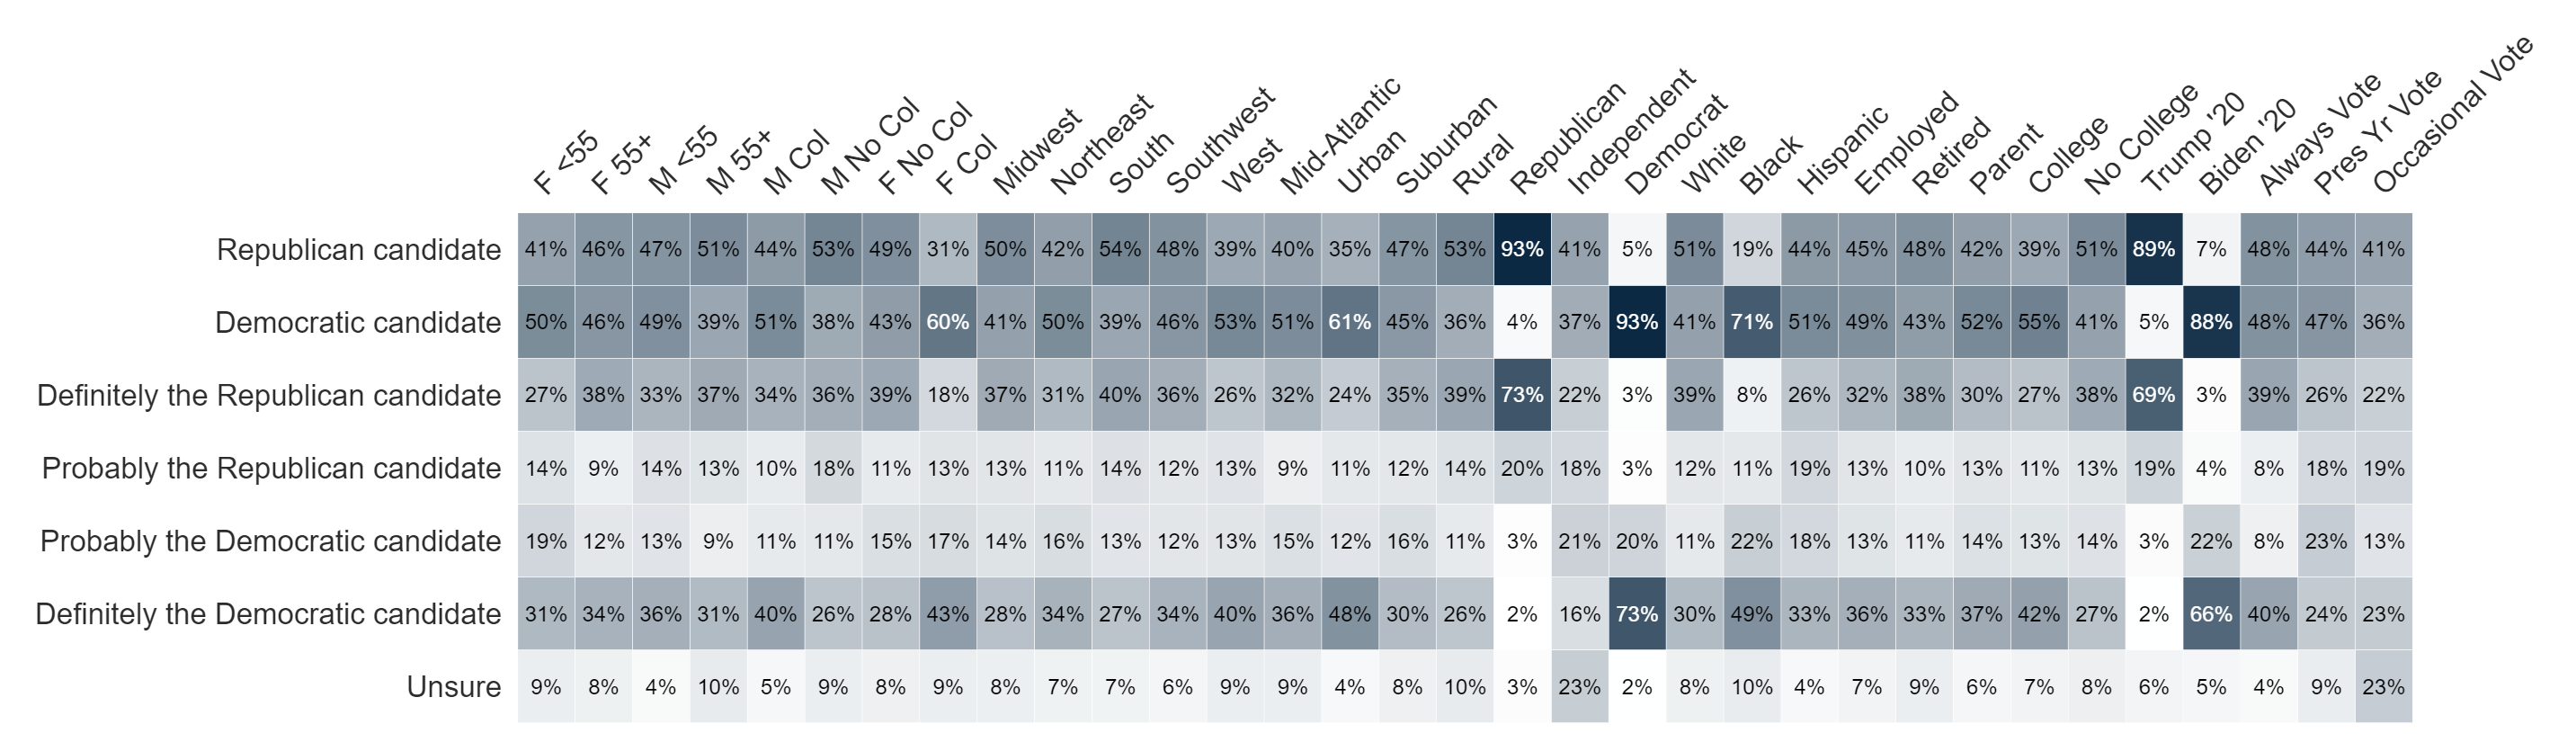 F <55 F 55+ M <55 M 55+ M Col M No Col F No Col F Col Midwest Northeast South Southwest West Mid-Atlantic Urban Suburban Rural Republican Independent Democrat White Black Hispanic Employed Retired Parent College No College Trump '20 Biden '20 Always Vote Pres Yr Vote Occasional Vote
Republican candidate 41% 46% 47% 51% 44% 53% 49% 31% 50% 42% 54% 48% 39% 40% 35% 47% 53% 93% 41% 5% 51% 19% 44% 45% 48% 42% 39% 51% 89% 7% 48% 44% 41%
Democratic candidate 50% 46% 49% 39% 51% 38% 43% 60% 41% 50% 39% 46% 53% 51% 61% 45% 36% 4% 37% 93% 41% 71% 51% 49% 43% 52% 55% 41% 5% 88% 48% 47% 36%
Definitely the Republican candidate 27% 38% 33% 37% 34% 36% 39% 18% 37% 31% 40% 36% 26% 32% 24% 35% 39% 73% 22% 3% 39% 8% 26% 32% 38% 30% 27% 38% 69% 3% 39% 26% 22%
Probably the Republican candidate 14% 9% 14% 13% 10% 18% 11% 13% 13% 11% 14% 12% 13% 9% 11% 12% 14% 20% 18% 3% 12% 11% 19% 13% 10% 13% 11% 13% 19% 4% 8% 18% 19%
Probably the Democratic candidate 19% 12% 13% 9% 11% 11% 15% 17% 14% 16% 13% 12% 13% 15% 12% 16% 11% 3% 21% 20% 11% 22% 18% 13% 11% 14% 13% 14% 3% 22% 8% 23% 13%
Definitely the Democratic candidate 31% 34% 36% 31% 40% 26% 28% 43% 28% 34% 27% 34% 40% 36% 48% 30% 26% 2% 16% 73% 30% 49% 33% 36% 33% 37% 42% 27% 2% 66% 40% 24% 23%
Unsure 9% 8% 4% 10% 5% 9% 8% 9% 8% 7% 7% 6% 9% 9% 4% 8% 10% 3% 23% 2% 8% 10% 4% 7% 9% 6% 7% 8% 6% 5% 4% 9% 23%